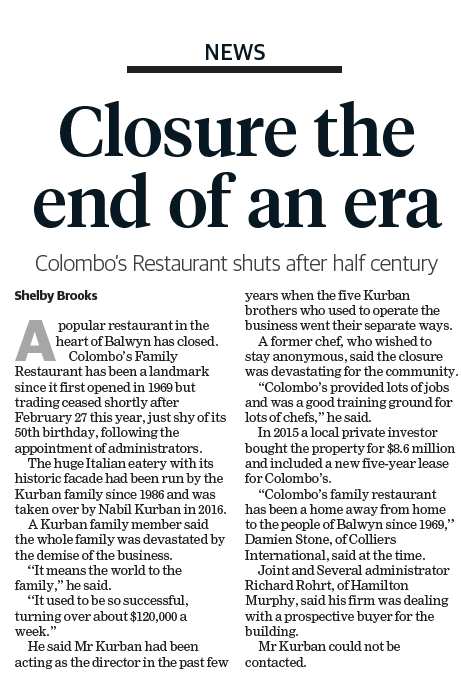 NEWS
Closure the
end of an era
Colombo's Restaurant shuts after half century
Shelby Brooks
A popular restaurant in the
heart of Balwyn has closed.
Colombo's Family
Restaurant has been a landmark
since it first opened in 1969 but
trading ceased shortly after
February 27 this year, just shy of its
50th birthday, following the
appointment of administrators.
The huge Italian eatery with its
historic facade had been run by the
Kurban family since 1986 and was
taken over by Nabil Kurban in 2016.
A Kurban family member said
the whole family was devastated by
the demise of the business.
“It means the world to the
family,” he said.
“It used to be so successful,
turning over about $120,000 a
week.”
He said Mr Kurban had been
acting as the director in the past few
years when the five Kurban
brothers who used to operate the
business went their separate ways.
A former chef, who wished to
stay anonymous, said the closure
was devastating for the community.
“Colombo's provided lots of jobs
and was a good training ground for
lots of chefs,” he said.
In 2015 a local private investor
bought the property for $8.6 million
and included a new five-year lease
for Colombo's.
“Colombo's family restaurant
has been a home away from home
to the people of Balwyn since 1969,”
Damien Stone, of Colliers
International, said at the time.
Joint and Several administrator
Richard Rohrt, of Hamilton
Murphy, said his firm was dealing
with a prospective buyer for the
building.
Mr Kurban could not be
contacted.